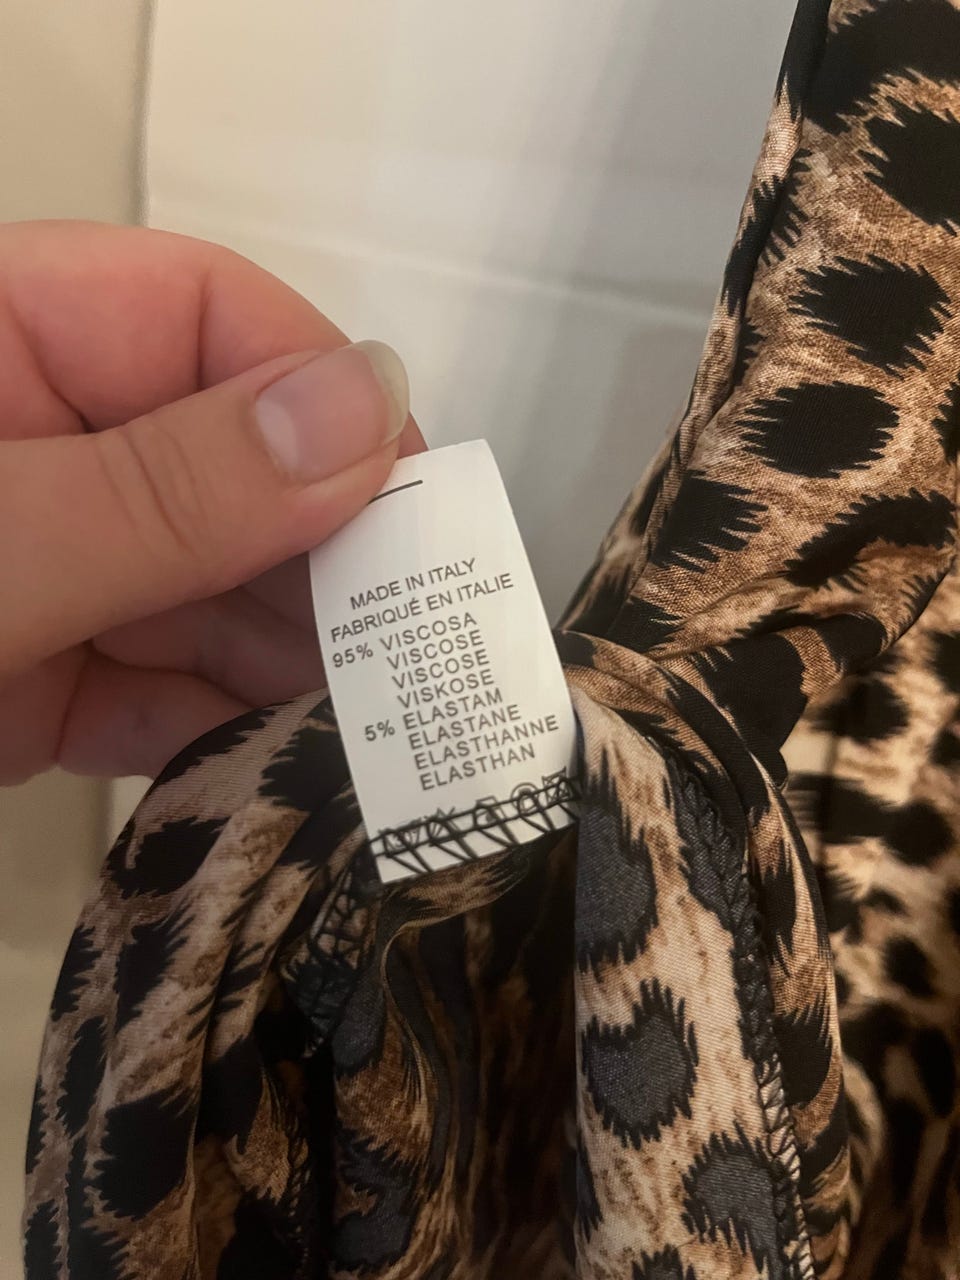 MADE IN ITALY
FABRIQUÉ EN ITALIE
95% VISCOSA
VISCOSE
VISCOSE
VISKOSE
5% ELASTAM
ELASTANE
ELASTHANNE
ELASTHAN